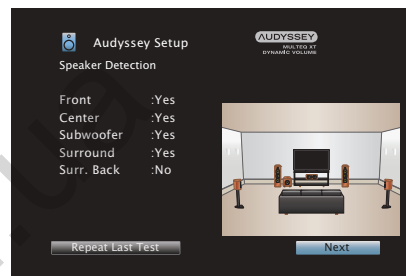 Audyssey Setup
AUDYSSEY
MULTEQ XT
DYNAMIC VOLUME
Speaker Detection
Front :Yes
Center :Yes
Subwoofer :Yes
Surround :Yes
Surr. Back :No
Repeat Last Test
Next